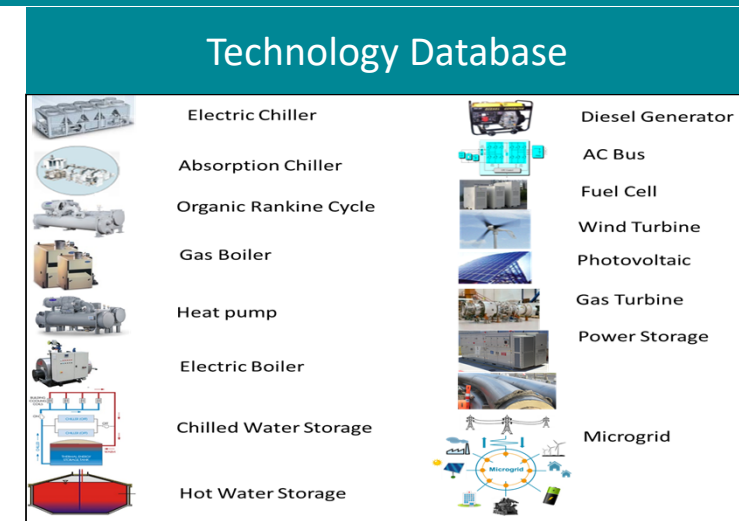 Technology Database
Electric Chiller
Absorption Chiller
Organic Rankine Cycle
Gas Boiler
Heat pump
Electric Boiler
Chilled Water Storage
Hot Water Storage
Diesel Generator
AC Bus
Fuel Cell
Wind Turbine
Photovoltaic
Gas Turbine
Power Storage
Microgrid
Microgrid